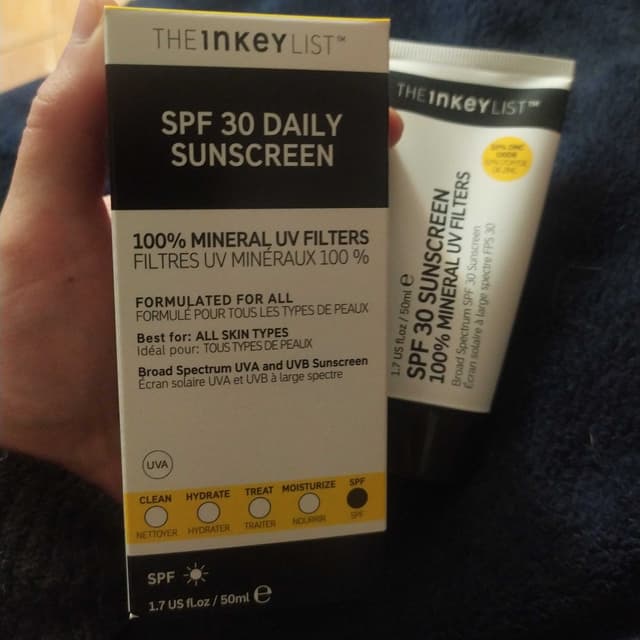 THE INKEY LIST™
SPF 30 DAILY
SUNSCREEN
100% MINERAL UV FILTERS
FILTRES UV MINÉRAUX 100 %
FORMULATED FOR ALL
FORMULÉ POUR TOUS LES TYPES DE PEAUX
Best for: ALL SKIN TYPES
Idéal pour: TOUS TYPES DE PEAUX
Broad Spectrum UVA and UVB Sunscreen
Écran solaire UVA et UVB à large spectre
UVA
CLEAN HYDRATE TREAT MOISTURIZE SPF
NETTOYER HYDRATER TRAITER NOURRIR SPF
SPF
1.7 US fl.oz / 50ml e
THE INKEY LIST™
OXIDE
SPF 30 SUNSCREEN
100% MINERAL UV FILTERS
Broad Spectrum SPF 30 Sunscreen
Écran solaire à large spectre FPS 30
1.7 US fl.oz / 50ml e